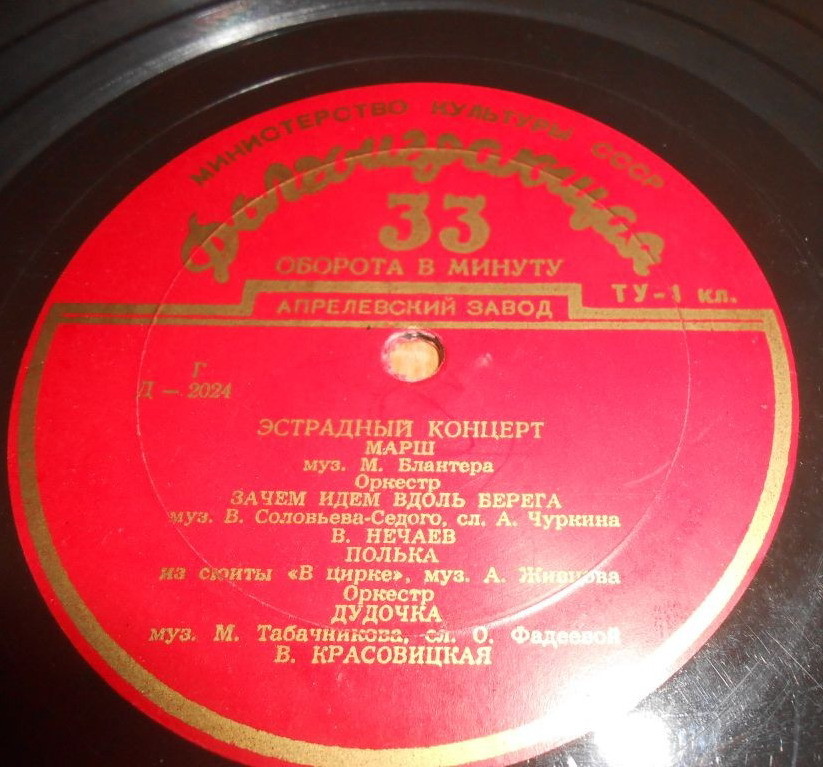 МИНИСТЕРСТВО КУЛЬТУРЫ СССР
Долгоиграющая
33
ОБОРОТА В МИНУТУ
ТУ-1 кл.
АПРЕЛЕВСКИЙ ЗАВОД
Г
Д — 2024
ЭСТРАДНЫЙ КОНЦЕРТ
МАРШ
муз. М. Блантера
Оркестр
ЗАЧЕМ ИДЕМ ВДОЛЬ БЕРЕГА
муз. В. Соловьева-Седого, сл. А. Чуркина
В. НЕЧАЕВ
ПОЛЬКА
из сюиты «В цирке», муз. А. Живцова
Оркестр
ДУДОЧКА
муз. М. Табачникова, сл. О. Фадеевой
В. КРАСОВИЦКАЯ